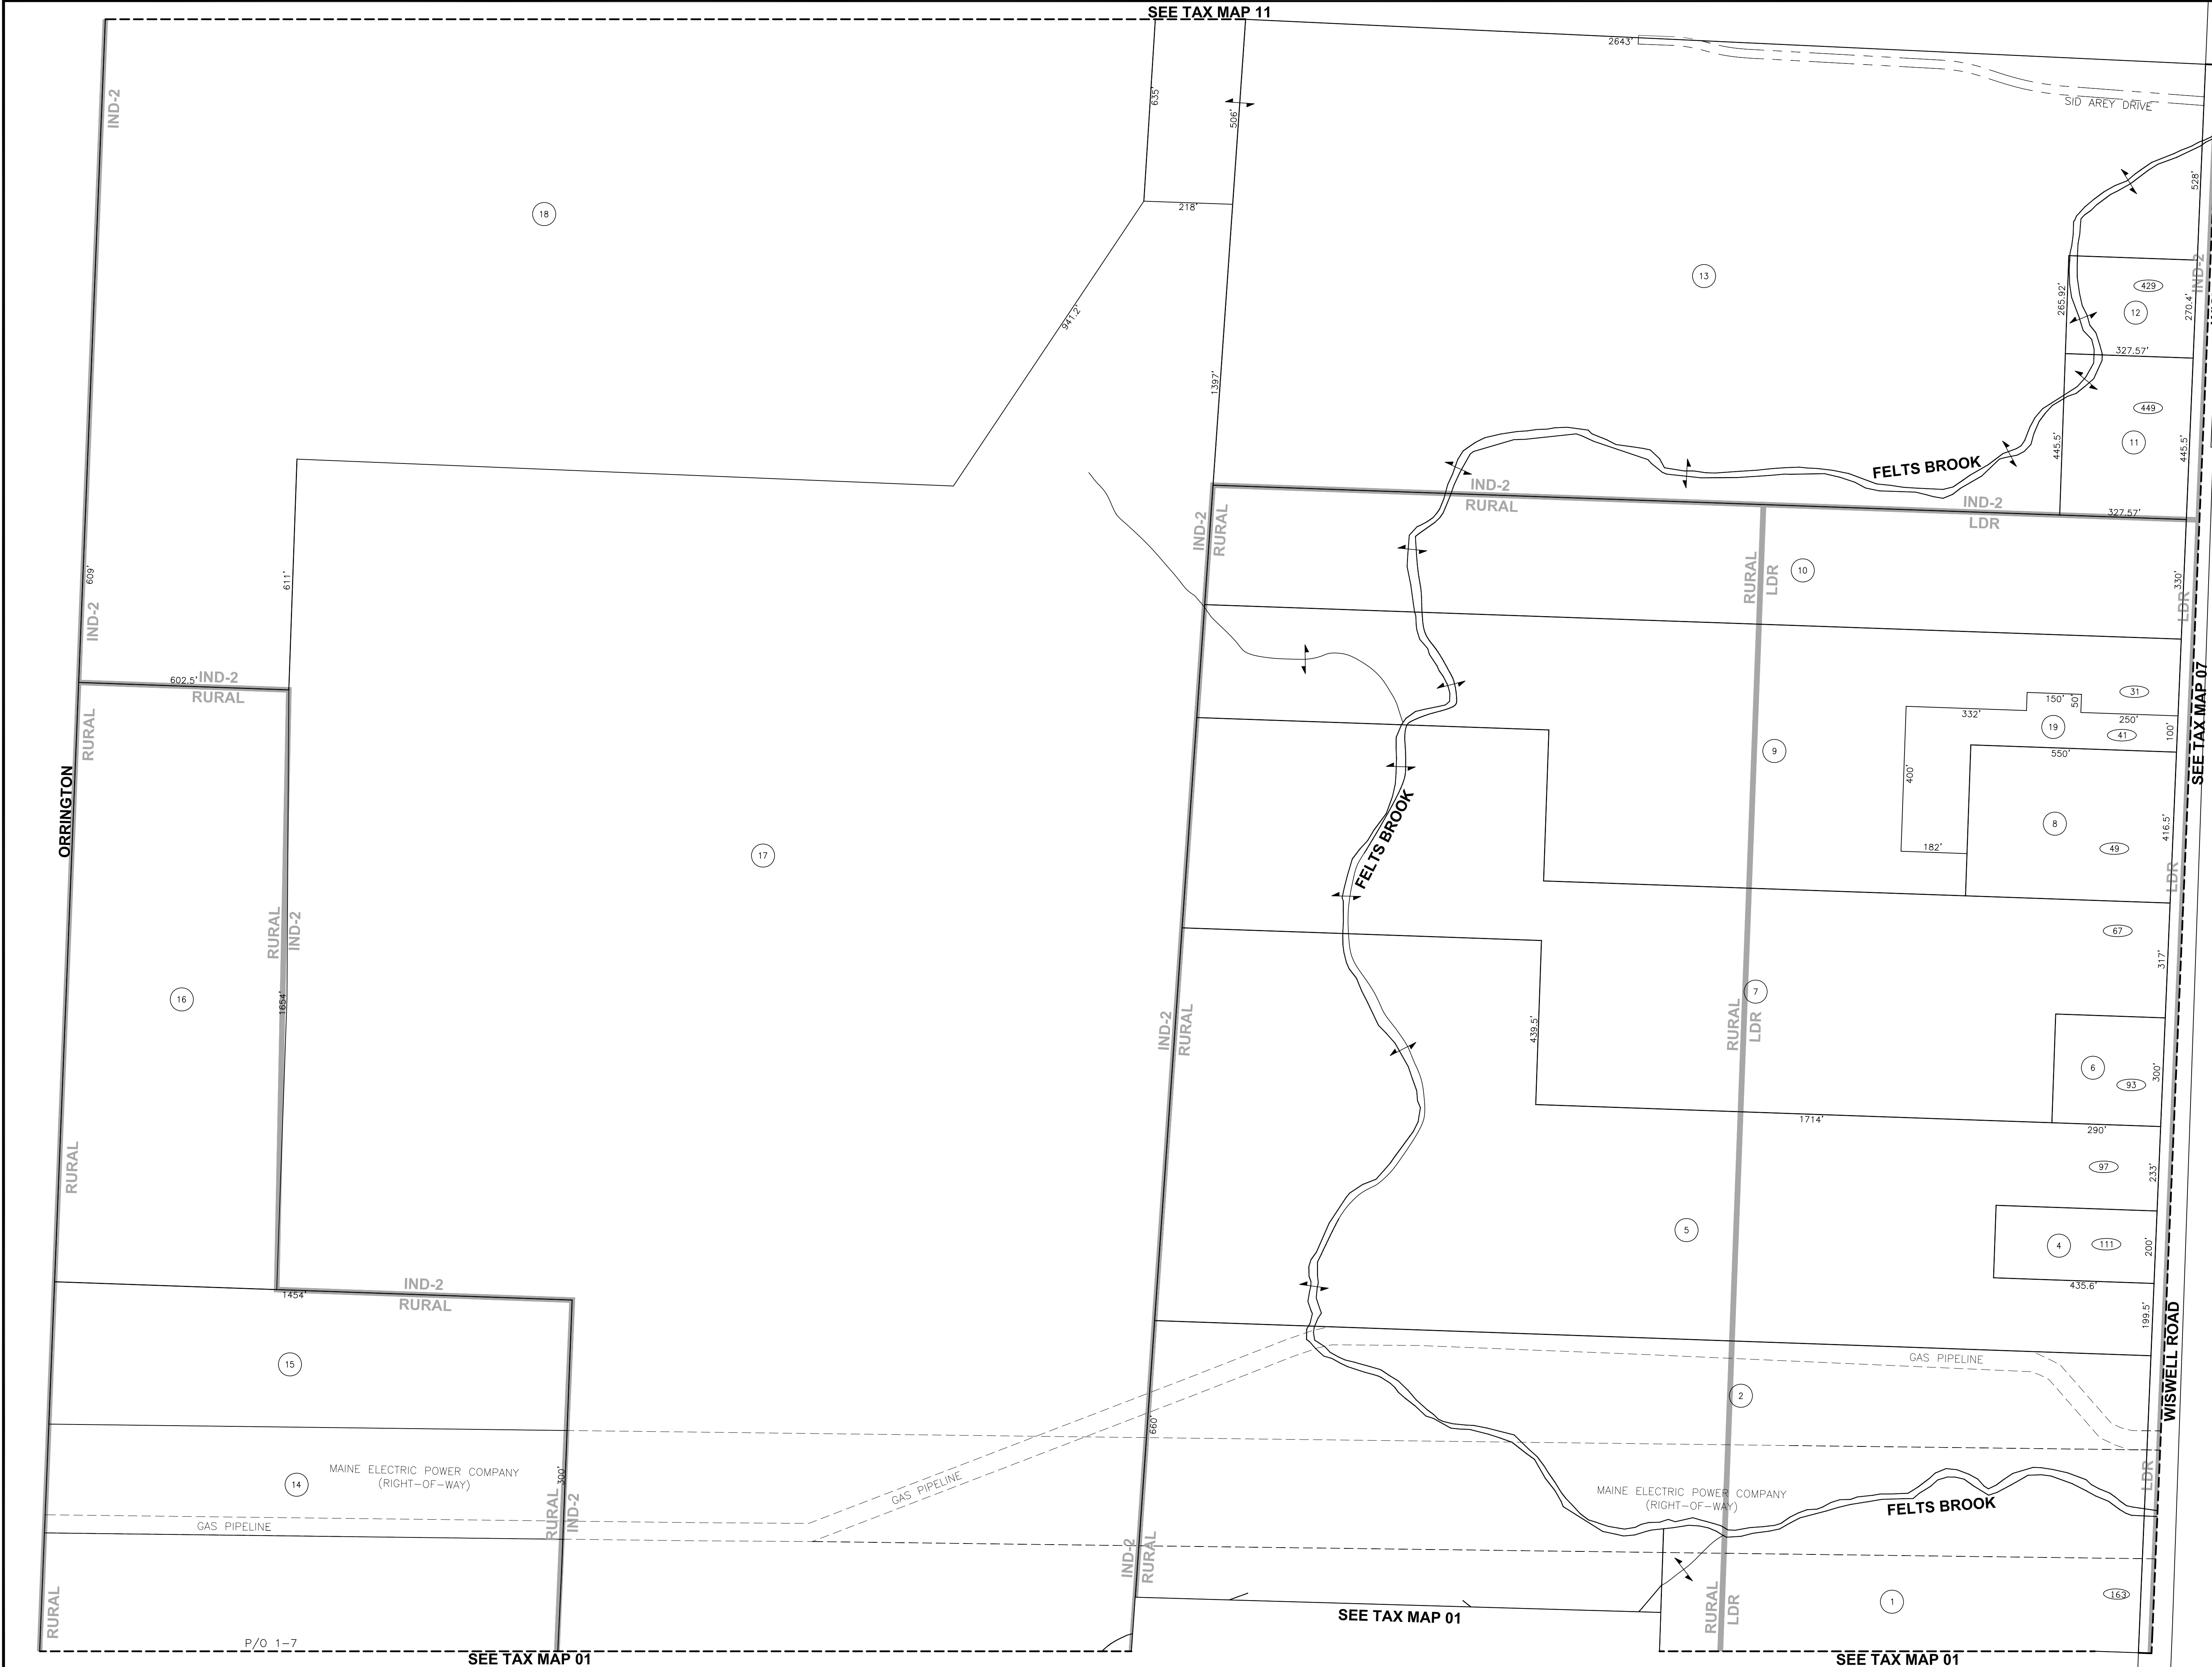 SEE TAX MAP 11
2643'
SID AREY DRIVE
IND-2
635'
506'
18
218'
528'
13
IND-2
429
265.92'
12
270.4'
941.2'
327.57'
1397'
449
11
445.5'
445.5'
FELTS BROOK
IND-2
RURAL
IND-2
LDR
327.57'
IND-2
RURAL
609'
611'
IND-2
RURAL
LDR
10
330'
LDR
602.5'
IND-2
RURAL
RURAL
SEE TAX MAP 07
31
150'
50'
332'
19
250'
41
100'
9
550'
400'
ORRINGTON
FELTS BROOK
8
416.5'
182'
49
17
LDR
RURAL
IND-2
67
317'
16
1654'
7
IND-2
RURAL
439.5'
RURAL
LDR
6
93
300'
1714'
290'
RURAL
97
233'
5
4
111
200'
435.6'
IND-2
1454'
RURAL
199.5'
WISWELL ROAD
15
GAS PIPELINE
2
660'
MAINE ELECTRIC POWER COMPANY
(RIGHT-OF-WAY)
14
300'
RURAL
IND-2
GAS PIPELINE
GAS PIPELINE
LDR
MAINE ELECTRIC POWER COMPANY
(RIGHT-OF-WAY)
FELTS BROOK
IND-2
RURAL
RURAL
RURAL
LDR
1
163
P/O 1-7
SEE TAX MAP 01
SEE TAX MAP 01
SEE TAX MAP 01